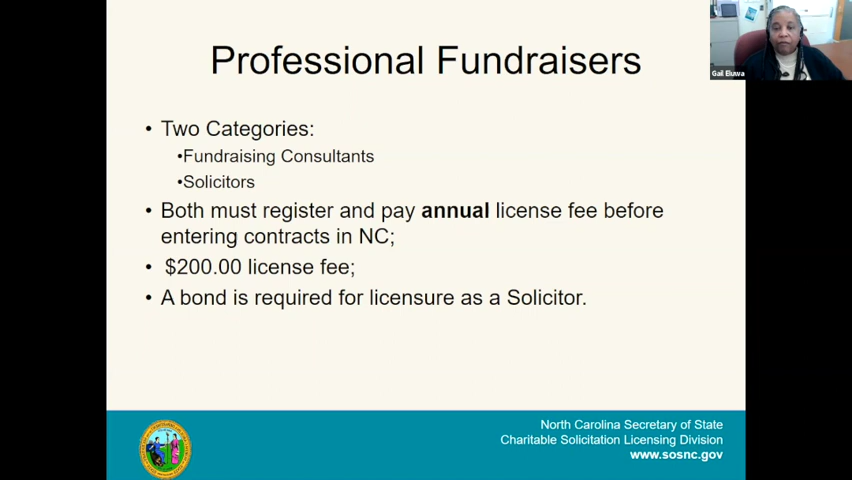 Professional Fundraisers
Gail Eluwa
• Two Categories:
•Fundraising Consultants
•Solicitors
• Both must register and pay annual license fee before
entering contracts in NC;
• $200.00 license fee;
• A bond is required for licensure as a Solicitor.
North Carolina Secretary of State
Charitable Solicitation Licensing Division
www.sosnc.gov